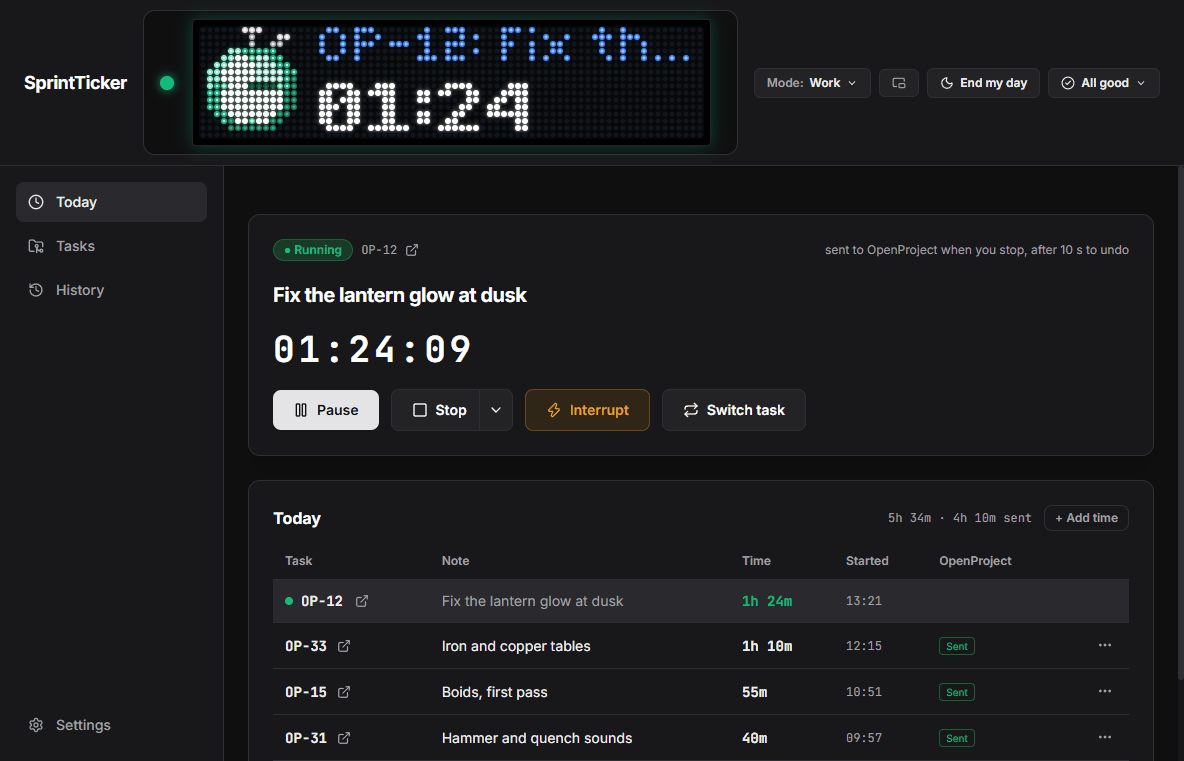 SprintTicker
OP-12: Fix th...
01:24
Mode: Work
End my day
All good
Today
Tasks
History
Settings
Running OP-12
sent to OpenProject when you stop, after 10 s to undo
Fix the lantern glow at dusk
01:24:09
Pause
Stop
Interrupt
Switch task
Today
5h 34m · 4h 10m sent
+ Add time
Task Note Time Started OpenProject
OP-12 Fix the lantern glow at dusk 1h 24m 13:21
OP-33 Iron and copper tables 1h 10m 12:15 Sent
OP-15 Boids, first pass 55m 10:51 Sent
OP-31 Hammer and quench sounds 40m 09:57 Sent